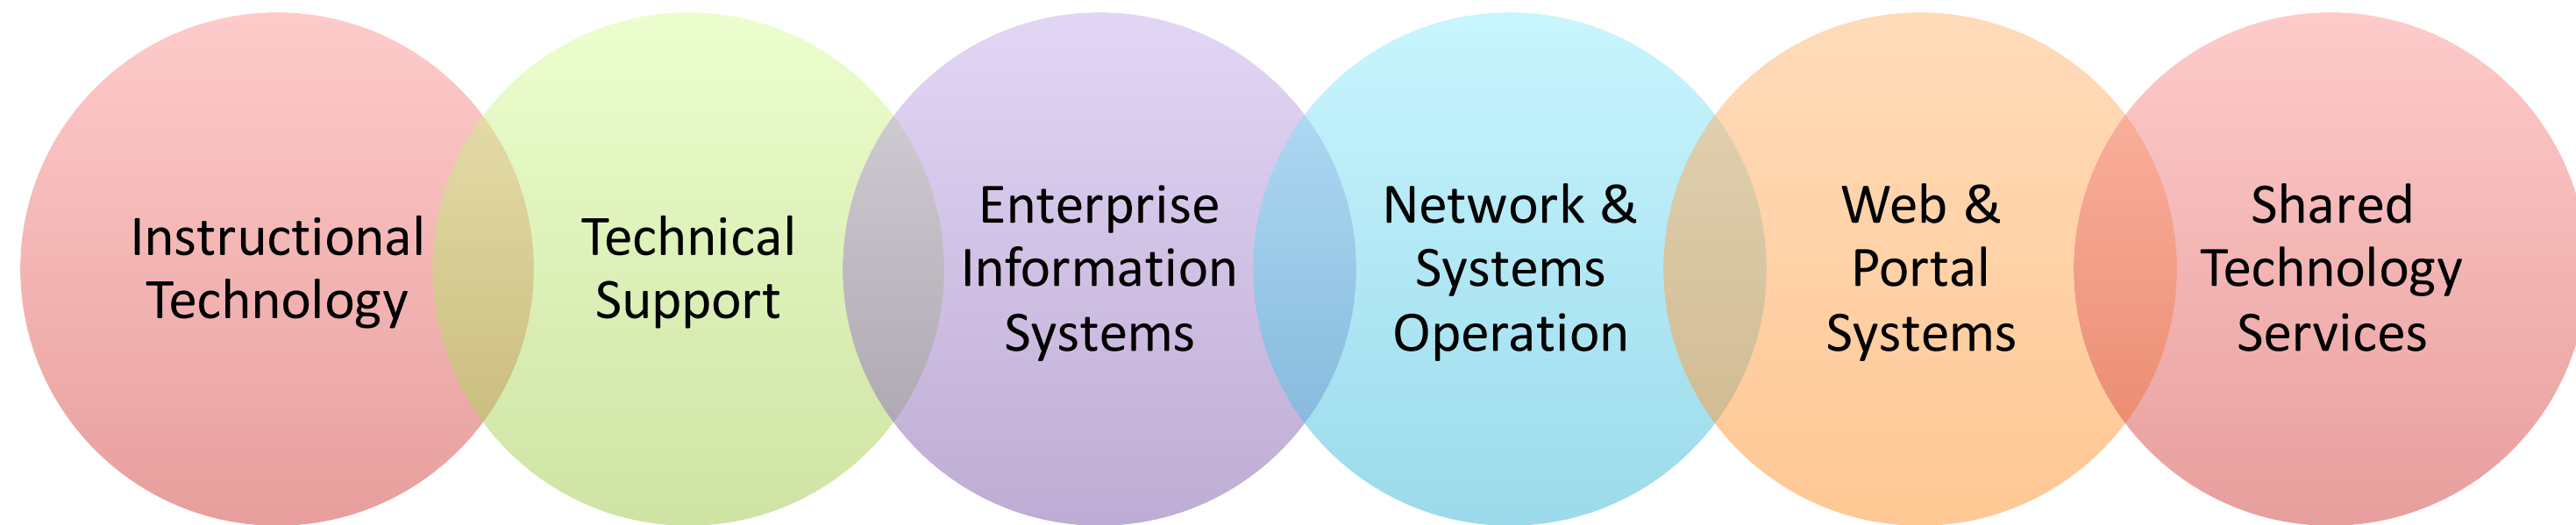 Instructional
Technology
Technical
Support
Enterprise
Information
Systems
Network &
Systems
Operation
Web &
Portal
Systems
Shared
Technology
Services